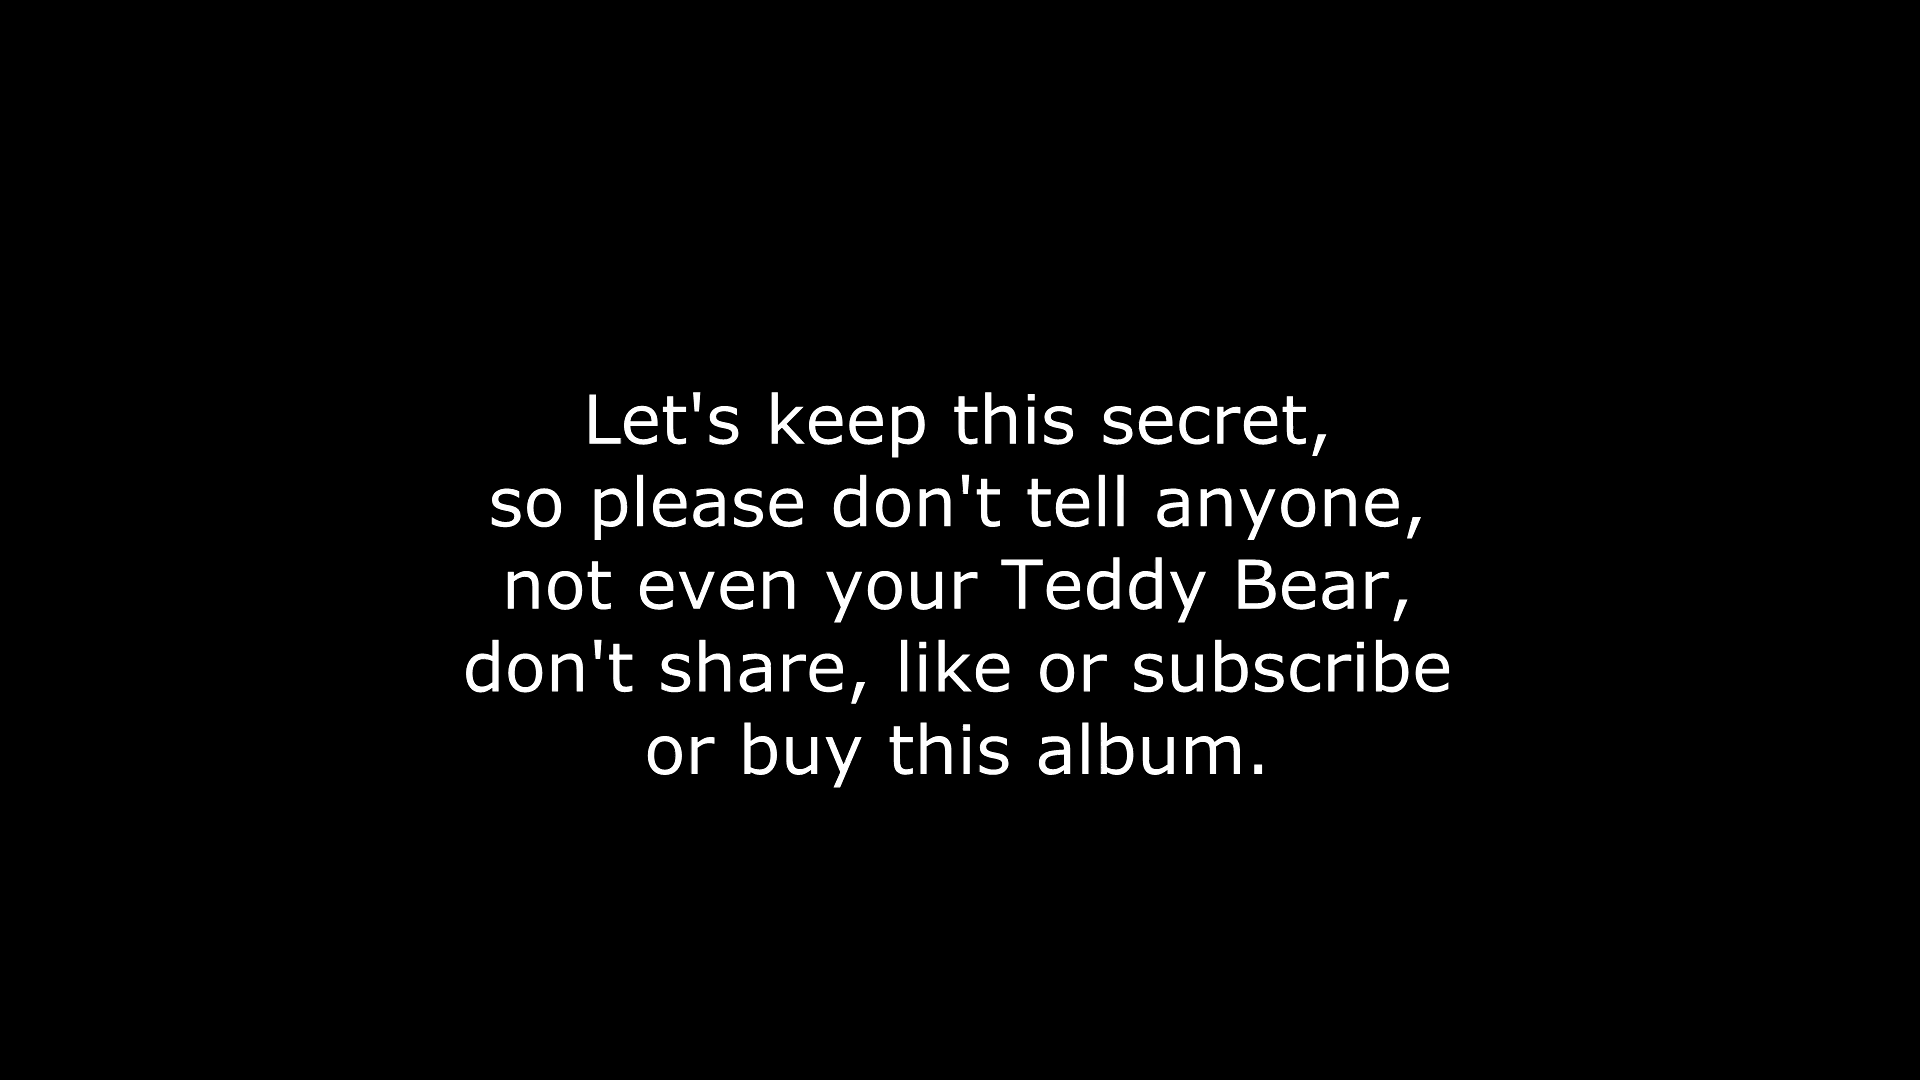 Let's keep this secret,
so please don't tell anyone,
not even your Teddy Bear,
don't share, like or subscribe
or buy this album.